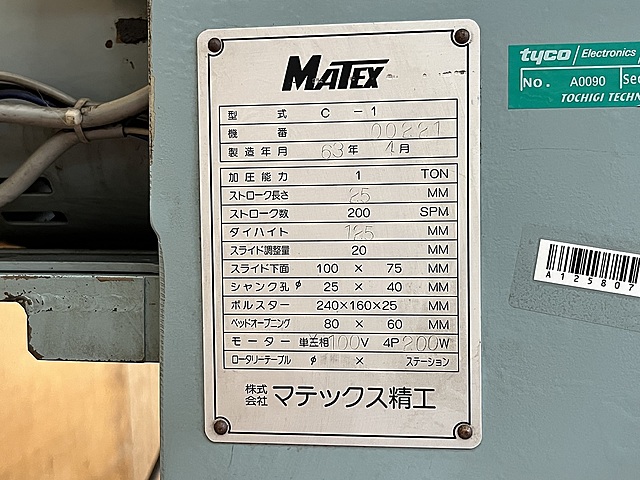 MATEX
型式 C-1
機番 00221
製造年月 63年 4月
加圧能力 1 TON
ストローク長さ 25 MM
ストローク数 200 SPM
ダイハイト 185 MM
スライド調整量 20 MM
スライド下面 100 × 75 MM
シャンク孔 φ 25 × 40 MM
ボルスター 240×160×25 MM
ベッドオープニング 80 × 60 MM
モーター 単三相 100V 4P 200W
ロータリーテーブル φ × ステーション
株式会社 マテックス精工
tyco / Electronics
No. A0090 Sec
TOCHIGI TECHN
A125807